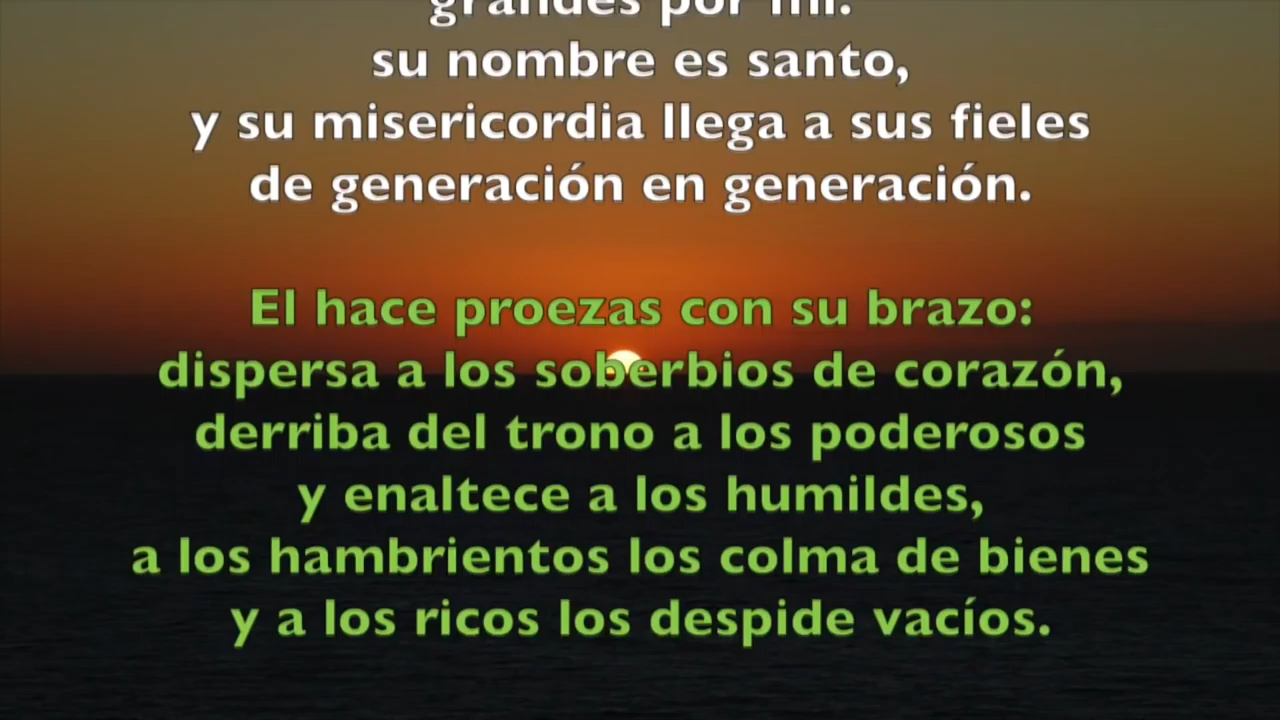 grandes por mí:
su nombre es santo,
y su misericordia llega a sus fieles
de generación en generación.
El hace proezas con su brazo:
dispersa a los soberbios de corazón,
derriba del trono a los poderosos
y enaltece a los humildes,
a los hambrientos los colma de bienes
y a los ricos los despide vacíos.